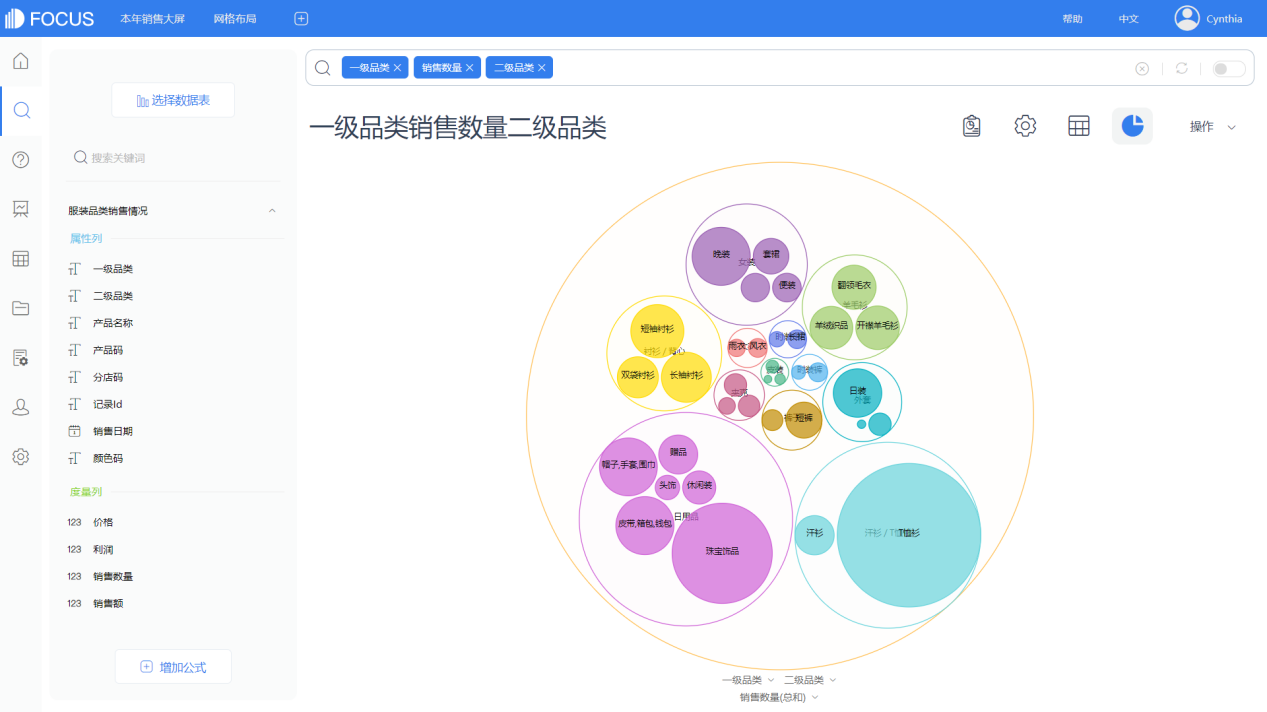 FOCUS 本年销售大屏 网格布局 帮助 中文 Cynthia
一级品类 销售数量 二级品类
选择数据表
一级品类销售数量二级品类
操作
搜索关键词
服装品类销售情况
属性列
一级品类
二级品类
产品名称
产品码
分店码
记录Id
销售日期
颜色码
度量列
123 价格
123 利润
123 销售数量
123 销售额
增加公式
晚装 套裙
便装
翻领毛衣
羊毛衫
羊绒织品 开襟羊毛衫
短袖衬衫
衬衫 / 背心
双袋衬衫 长袖衬衫
雨衣 风衣
长裙
日装
外套
短裤
帽子,手套,围巾 赠品
头饰 休闲装
皮带,箱包,钱包 日用品
珠宝饰品
汗衫 汗衫 / T恤 T恤衫
一级品类 二级品类
销售数量(总和)